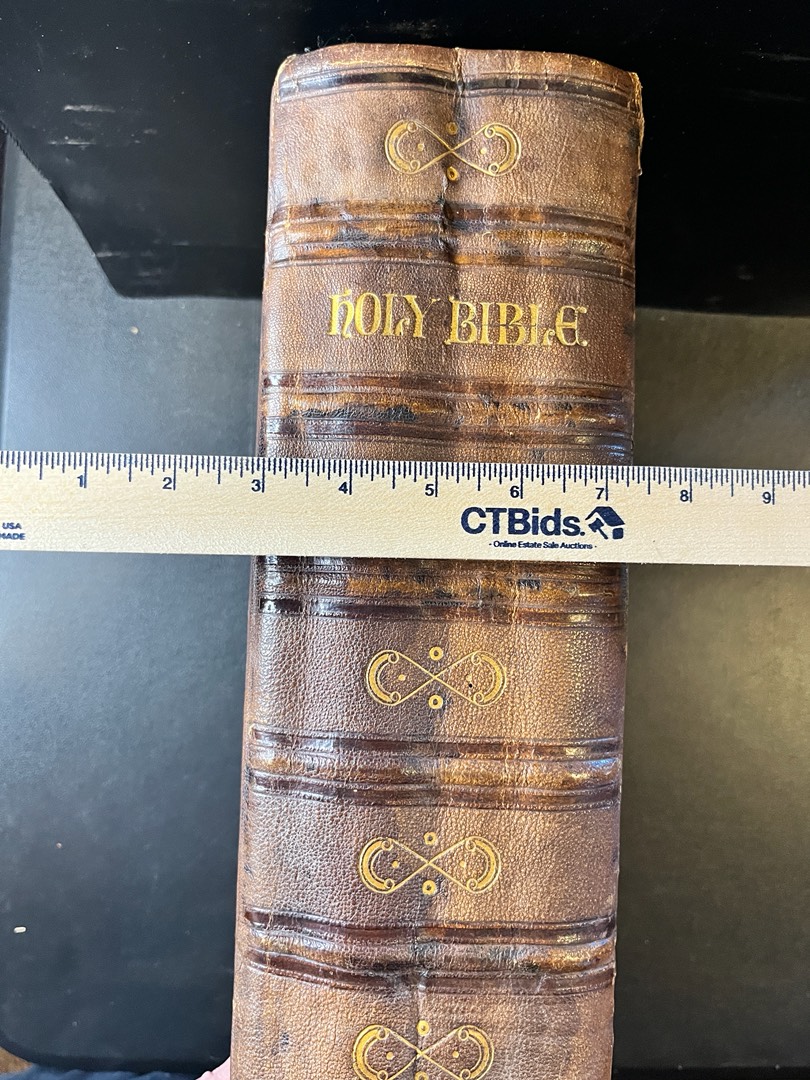 HOLY BIBLE.
1 2 3 4 5 6 7 8 9
USA
MADE
CTBids.
- Online Estate Sale Auctions -